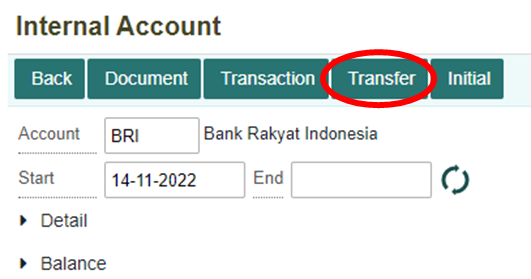 Internal Account
Back Document Transaction Transfer Initial
Account BRI Bank Rakyat Indonesia
Start 14-11-2022 End
Detail
Balance